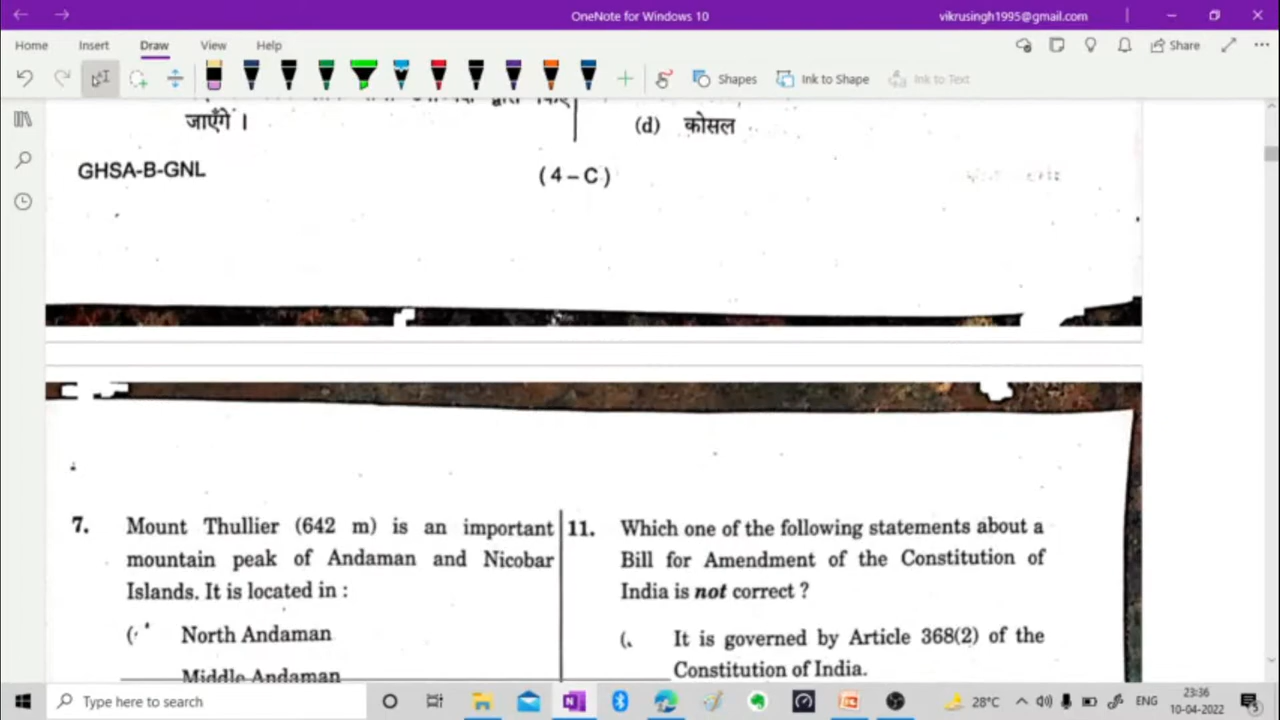 OneNote for Windows 10
vikrusingh1995@gmail.com
Home Insert Draw View Help
Share
Shapes
Ink to Shape
Ink to Text
जाएँगे ।
(d) कोसल
GHSA-B-GNL
( 4 – C )
7. Mount Thullier (642 m) is an important
mountain peak of Andaman and Nicobar
Islands. It is located in :
North Andaman
Middle Andaman
11. Which one of the following statements about a
Bill for Amendment of the Constitution of
India is not correct ?
It is governed by Article 368(2) of the
Constitution of India.
Type here to search
28°C
ENG
23:36
10-04-2022